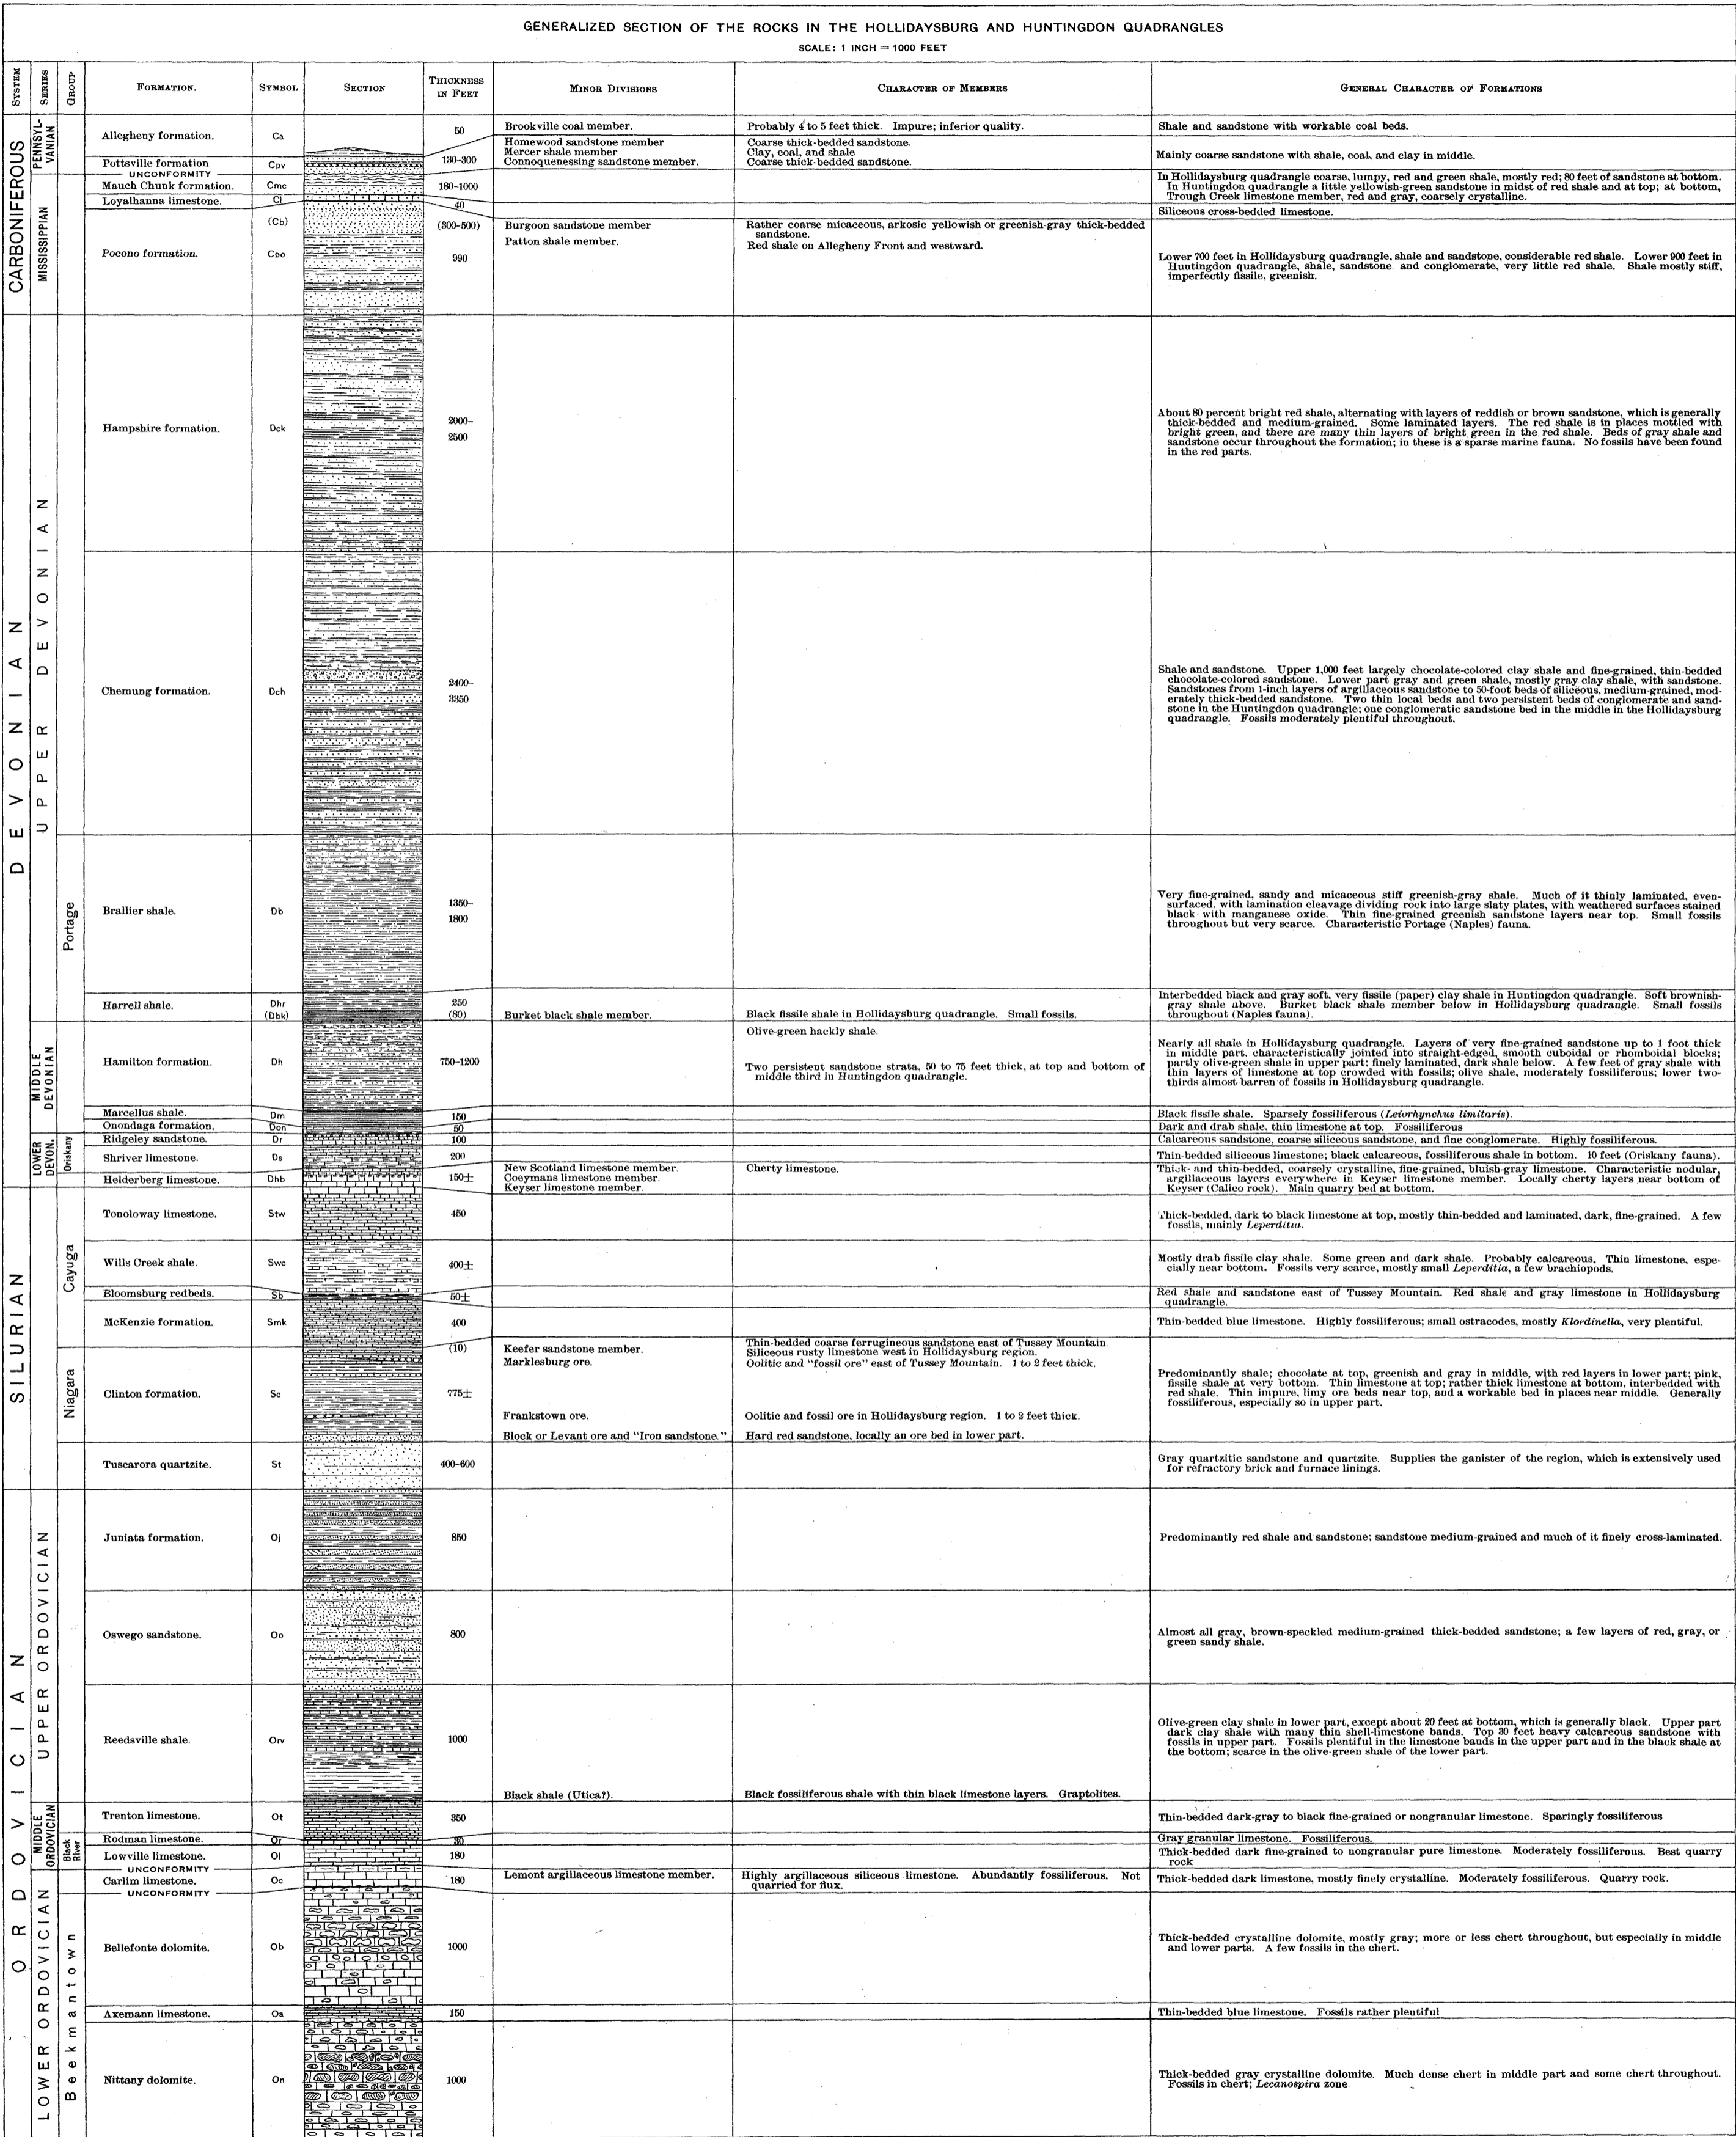 GENERALIZED SECTION OF THE ROCKS IN THE HOLLIDAYSBURG AND HUNTINGDON QUADRANGLES
SCALE: 1 INCH = 1000 FEET
SYSTEM
SERIES
GROUP
FORMATION.
SYMBOL
SECTION
THICKNESS
IN FEET
MINOR DIVISIONS
CHARACTER OF MEMBERS
GENERAL CHARACTER OF FORMATIONS
CARBONIFEROUS
PENNSYL-
VANIAN
Allegheny formation.
Ca
50
Brookville coal member.
Probably 4 to 5 feet thick. Impure; inferior quality.
Shale and sandstone with workable coal beds.
Pottsville formation
Cpv
130-300
Homewood sandstone member
Mercer shale member
Connoquenessing sandstone member.
Coarse thick-bedded sandstone.
Clay, coal, and shale
Coarse thick-bedded sandstone.
Mainly coarse sandstone with shale, coal, and clay in middle.
UNCONFORMITY
MISSISSIPPIAN
Mauch Chunk formation.
Cmc
180-1000
In Hollidaysburg quadrangle coarse, lumpy, red and green shale, mostly red; 80 feet of sandstone at bottom.
In Huntingdon quadrangle a little yellowish-green sandstone in midst of red shale and at top; at bottom,
Trough Creek limestone member, red and gray, coarsely crystalline.
Loyalhanna limestone.
Cl
40
Siliceous cross-bedded limestone.
Pocono formation.
(Cb)
Cpo
(300-500)
990
Burgoon sandstone member
Patton shale member.
Rather coarse micaceous, arkosic yellowish or greenish-gray thick-bedded
sandstone.
Red shale on Allegheny Front and westward.
Lower 700 feet in Hollidaysburg quadrangle, shale and sandstone, considerable red shale. Lower 900 feet in
Huntingdon quadrangle, shale, sandstone. and conglomerate, very little red shale. Shale mostly stiff,
imperfectly fissile, greenish.
DEVONIAN
UPPER DEVONIAN
Hampshire formation.
Dck
2000-
2500
About 80 percent bright red shale, alternating with layers of reddish or brown sandstone, which is generally
thick-bedded and medium-grained. Some laminated layers. The red shale is in places mottled with
bright green, and there are many thin layers of bright green in the red shale. Beds of gray shale and
sandstone occur throughout the formation; in these is a sparse marine fauna. No fossils have been found
in the red parts.
Chemung formation.
Dch
2400-
3350
Shale and sandstone. Upper 1,000 feet largely chocolate-colored clay shale and fine-grained, thin-bedded
chocolate-colored sandstone. Lower part gray and green shale, mostly gray clay shale, with sandstone.
Sandstones from 1-inch layers of argillaceous sandstone to 50-foot beds of siliceous, medium-grained, mod-
erately thick-bedded sandstone. Two thin local beds and two persistent beds of conglomerate and sand-
stone in the Huntingdon quadrangle; one conglomeratic sandstone bed in the middle in the Hollidaysburg
quadrangle. Fossils moderately plentiful throughout.
Portage
Brallier shale.
Db
1350-
1800
Very fine-grained, sandy and micaceous stiff greenish-gray shale. Much of it thinly laminated, even-
surfaced, with lamination cleavage dividing rock into large slaty plates, with weathered surfaces stained
black with manganese oxide. Thin fine-grained greenish sandstone layers near top. Small fossils
throughout but very scarce. Characteristic Portage (Naples) fauna.
Harrell shale.
Dhr
(Dbk)
250
(80)
Burket black shale member.
Black fissile shale in Hollidaysburg quadrangle. Small fossils.
Interbedded black and gray soft, very fissile (paper) clay shale in Huntingdon quadrangle. Soft brownish-
gray shale above. Burket black shale member below in Hollidaysburg quadrangle. Small fossils
throughout (Naples fauna).
MIDDLE
DEVONIAN
Hamilton formation.
Dh
750-1200
Olive-green hackly shale.
Two persistent sandstone strata, 50 to 75 feet thick, at top and bottom of
middle third in Huntingdon quadrangle.
Nearly all shale in Hollidaysburg quadrangle. Layers of very fine-grained sandstone up to 1 foot thick
in middle part, characteristically jointed into straight-edged, smooth cuboidal or rhomboidal blocks;
partly olive-green shale in upper part; finely laminated, dark shale below. A few feet of gray shale with
thin layers of limestone at top crowded with fossils; olive shale, moderately fossiliferous; lower two-
thirds almost barren of fossils in Hollidaysburg quadrangle.
Marcellus shale.
Dm
150
Black fissile shale. Sparsely fossiliferous (Leiorhynchus limitaris).
Onondaga formation.
Don
50
Dark and drab shale, thin limestone at top. Fossiliferous
LOWER
DEVON.
Oriskany
Ridgeley sandstone.
Dr
100
Calcareous sandstone, coarse siliceous sandstone, and fine conglomerate. Highly fossiliferous.
Shriver limestone.
Ds
200
Thin-bedded siliceous limestone; black calcareous, fossiliferous shale in bottom. 10 feet (Oriskany fauna).
Helderberg limestone.
Dhb
150±
New Scotland limestone member.
Coeymans limestone member.
Keyser limestone member.
Cherty limestone.
Thick- and thin-bedded, coarsely crystalline, fine-grained, bluish-gray limestone. Characteristic nodular,
argillaceous layers everywhere in Keyser limestone member. Locally cherty layers near bottom of
Keyser (Calico rock). Main quarry bed at bottom.
SILURIAN
Cayuga
Tonoloway limestone.
Stw
450
Thick-bedded, dark to black limestone at top, mostly thin-bedded and laminated, dark, fine-grained. A few
fossils, mainly Leperditia.
Wills Creek shale.
Swc
400±
Mostly drab fissile clay shale. Some green and dark shale. Probably calcareous. Thin limestone, espe-
cially near bottom. Fossils very scarce, mostly small Leperditia, a few brachiopods.
Bloomsburg redbeds.
Sb
50±
Red shale and sandstone east of Tussey Mountain. Red shale and gray limestone in Hollidaysburg
quadrangle.
McKenzie formation.
Smk
400
Thin-bedded blue limestone. Highly fossiliferous; small ostracodes, mostly Kloedinella, very plentiful.
Niagara
Clinton formation.
Sc
(10)
775±
Keefer sandstone member.
Marklesburg ore.
Frankstown ore.
Block or Levant ore and "Iron sandstone."
Thin-bedded coarse ferrugineous sandstone east of Tussey Mountain.
Siliceous rusty limestone west in Hollidaysburg region.
Oolitic and "fossil ore" east of Tussey Mountain. 1 to 2 feet thick.
Oolitic and fossil ore in Hollidaysburg region. 1 to 2 feet thick.
Hard red sandstone, locally an ore bed in lower part.
Predominantly shale; chocolate at top, greenish and gray in middle, with red layers in lower part; pink,
fissile shale at very bottom. Thin limestone at top; rather thick limestone at bottom, interbedded with
red shale. Thin impure, limy ore beds near top, and a workable bed in places near middle. Generally
fossiliferous, especially so in upper part.
Tuscarora quartzite.
St
400-600
Gray quartzitic sandstone and quartzite. Supplies the ganister of the region, which is extensively used
for refractory brick and furnace linings.
ORDOVICIAN
UPPER ORDOVICIAN
Juniata formation.
Oj
850
Predominantly red shale and sandstone; sandstone medium-grained and much of it finely cross-laminated.
Oswego sandstone.
Oo
800
Almost all gray, brown-speckled medium-grained thick-bedded sandstone; a few layers of red, gray, or
green sandy shale.
Reedsville shale.
Orv
1000
Black shale (Utica?).
Black fossiliferous shale with thin black limestone layers. Graptolites.
Olive-green clay shale in lower part, except about 20 feet at bottom, which is generally black. Upper part
dark clay shale with many thin shell-limestone bands. Top 30 feet heavy calcareous sandstone with
fossils in upper part. Fossils plentiful in the limestone bands in the upper part and in the black shale at
the bottom; scarce in the olive-green shale of the lower part.
MIDDLE
ORDOVICIAN
Trenton limestone.
Ot
350
Thin-bedded dark-gray to black fine-grained or nongranular limestone. Sparingly fossiliferous
Black
River
Rodman limestone.
Or
30
Gray granular limestone. Fossiliferous.
Lowville limestone.
Ol
180
Thick-bedded dark fine-grained to nongranular pure limestone. Moderately fossiliferous. Best quarry
rock
UNCONFORMITY
LOWER ORDOVICIAN
Carlim limestone.
Oc
180
Lemont argillaceous limestone member.
Highly argillaceous siliceous limestone. Abundantly fossiliferous. Not
quarried for flux.
Thick-bedded dark limestone, mostly finely crystalline. Moderately fossiliferous. Quarry rock.
UNCONFORMITY
Beekmantown
Bellefonte dolomite.
Ob
1000
Thick-bedded crystalline dolomite, mostly gray; more or less chert throughout, but especially in middle
and lower parts. A few fossils in the chert.
Axemann limestone.
Oa
150
Thin-bedded blue limestone. Fossils rather plentiful
Nittany dolomite.
On
1000
Thick-bedded gray crystalline dolomite. Much dense chert in middle part and some chert throughout.
Fossils in chert; Lecanospira zone